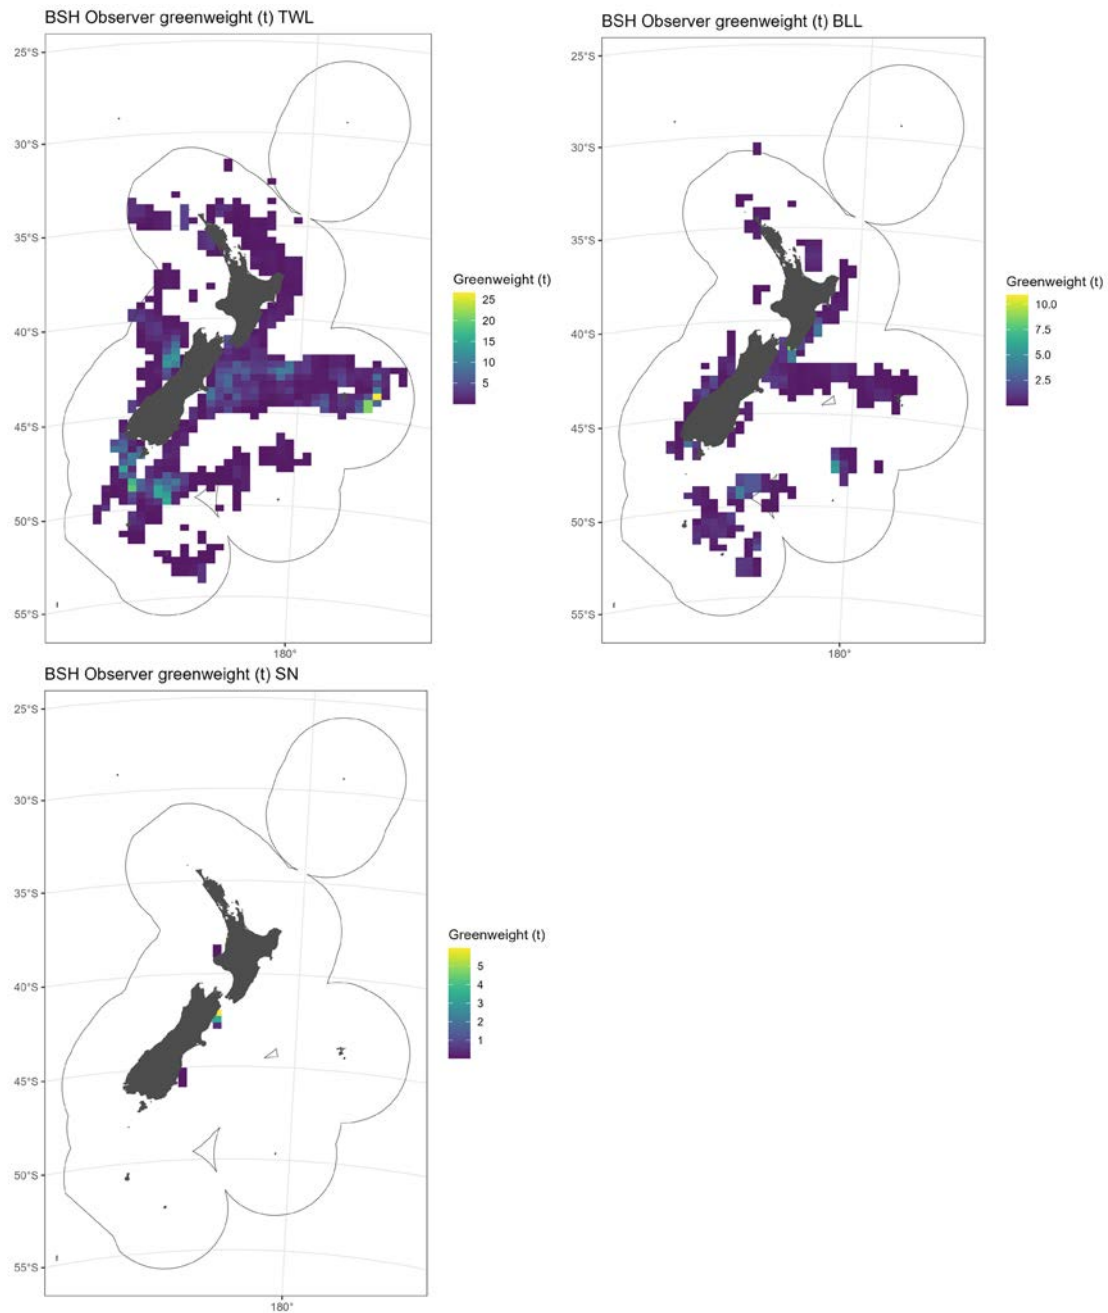 BSH Observer greenweight (t) TWL
25°S
30°S
35°S
40°S
45°S
50°S
55°S
180°
Greenweight (t)
25
20
15
10
5
BSH Observer greenweight (t) BLL
25°S
30°S
35°S
40°S
45°S
50°S
55°S
180°
Greenweight (t)
10.0
7.5
5.0
2.5
BSH Observer greenweight (t) SN
25°S
30°S
35°S
40°S
45°S
50°S
55°S
180°
Greenweight (t)
5
4
3
2
1